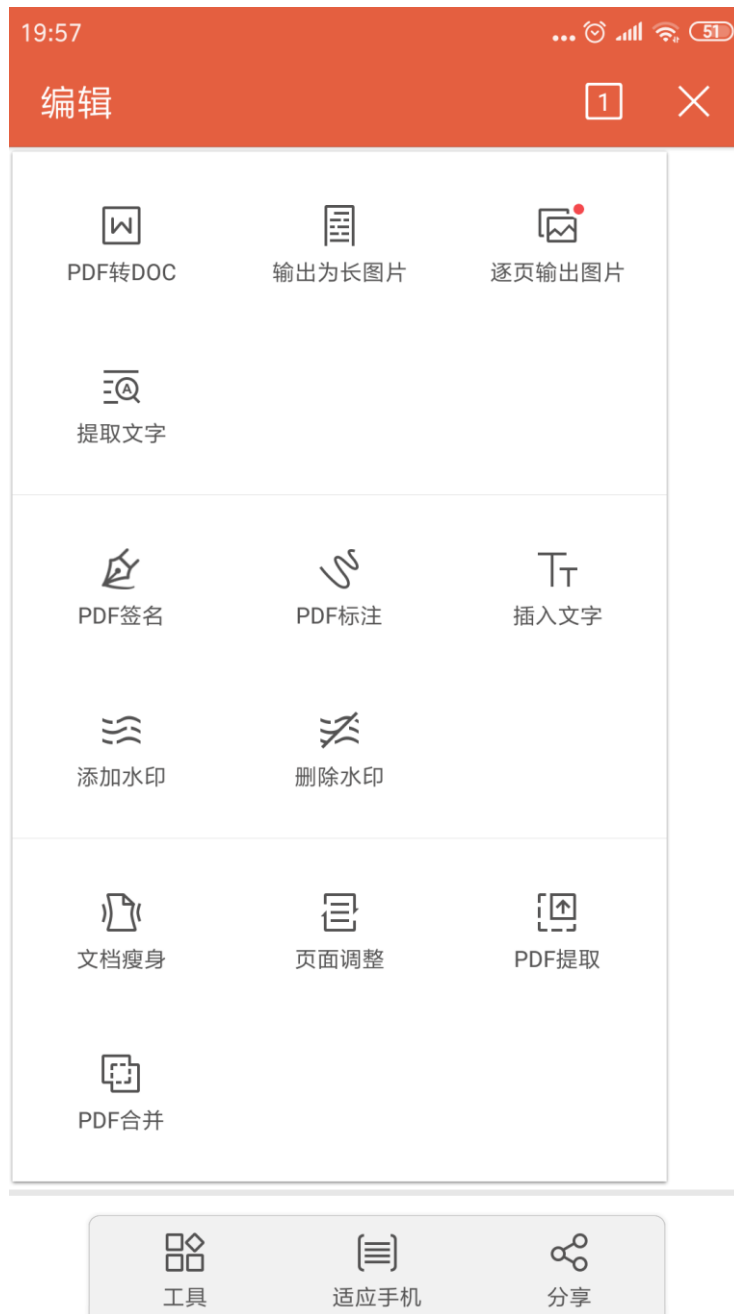 19:57
51
编辑
1
PDF转DOC
输出为长图片
逐页输出图片
提取文字
PDF签名
PDF标注
插入文字
添加水印
删除水印
文档瘦身
页面调整
PDF提取
PDF合并
工具
适应手机
分享